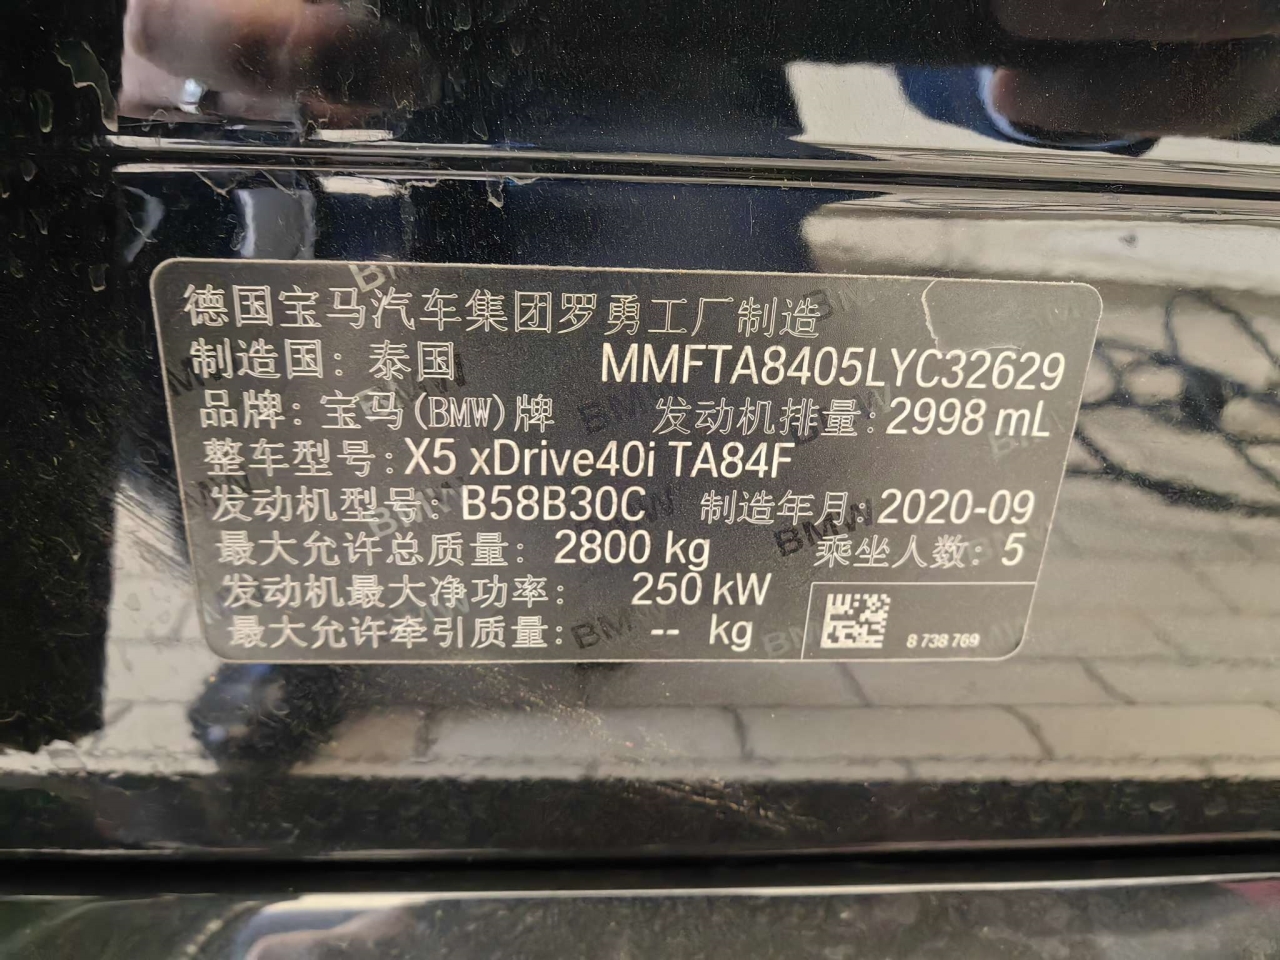 德国宝马汽车集团罗勇工厂制造
制造国: 泰国 MMFTA8405LYC32629
品牌: 宝马(BMW)牌 发动机排量: 2998 mL
整车型号: X5 xDrive40i TA84F
发动机型号: B58B30C 制造年月: 2020-09
最大允许总质量: 2800 kg 乘坐人数: 5
发动机最大净功率: 250 kW
最大允许牵引质量: -- kg
8 738 769